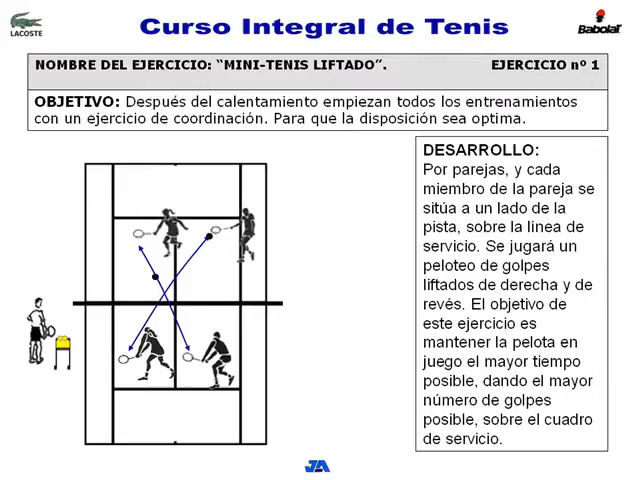 LACOSTE
Curso Integral de Tenis
BabolaT
NOMBRE DEL EJERCICIO: “MINI-TENIS LIFTADO”. EJERCICIO nº 1
OBJETIVO: Después del calentamiento empiezan todos los entrenamientos
con un ejercicio de coordinación. Para que la disposición sea optima.
DESARROLLO:
Por parejas, y cada
miembro de la pareja se
sitúa a un lado de la
pista, sobre la linea de
servicio. Se jugará un
peloteo de golpes
liftados de derecha y de
revés. El objetivo de
este ejercicio es
mantener la pelota en
juego el mayor tiempo
posible, dando el mayor
número de golpes
posible, sobre el cuadro
de servicio.
JA